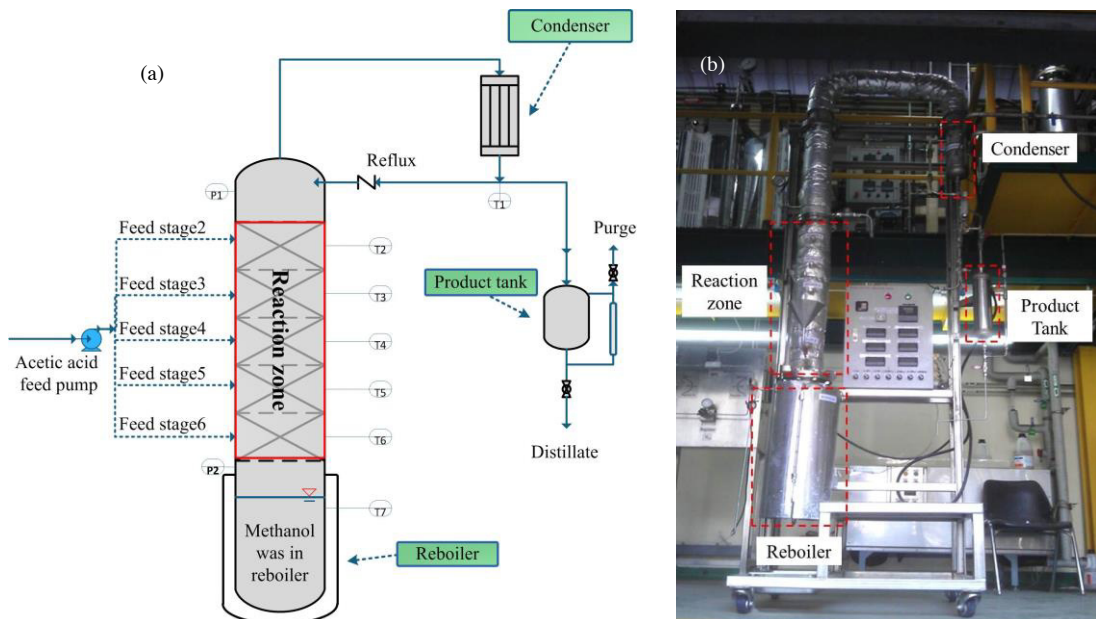 (a)
Condenser
Reflux
P1
T1
Feed stage2
T2
Purge
Feed stage3
T3
Product tank
Reaction zone
Feed stage4
T4
Acetic acid
feed pump
Feed stage5
T5
Feed stage6
T6
Distillate
P2
T7
Methanol
was in
reboiler
Reboiler
(b)
Condenser
Reaction
zone
Product
Tank
Reboiler